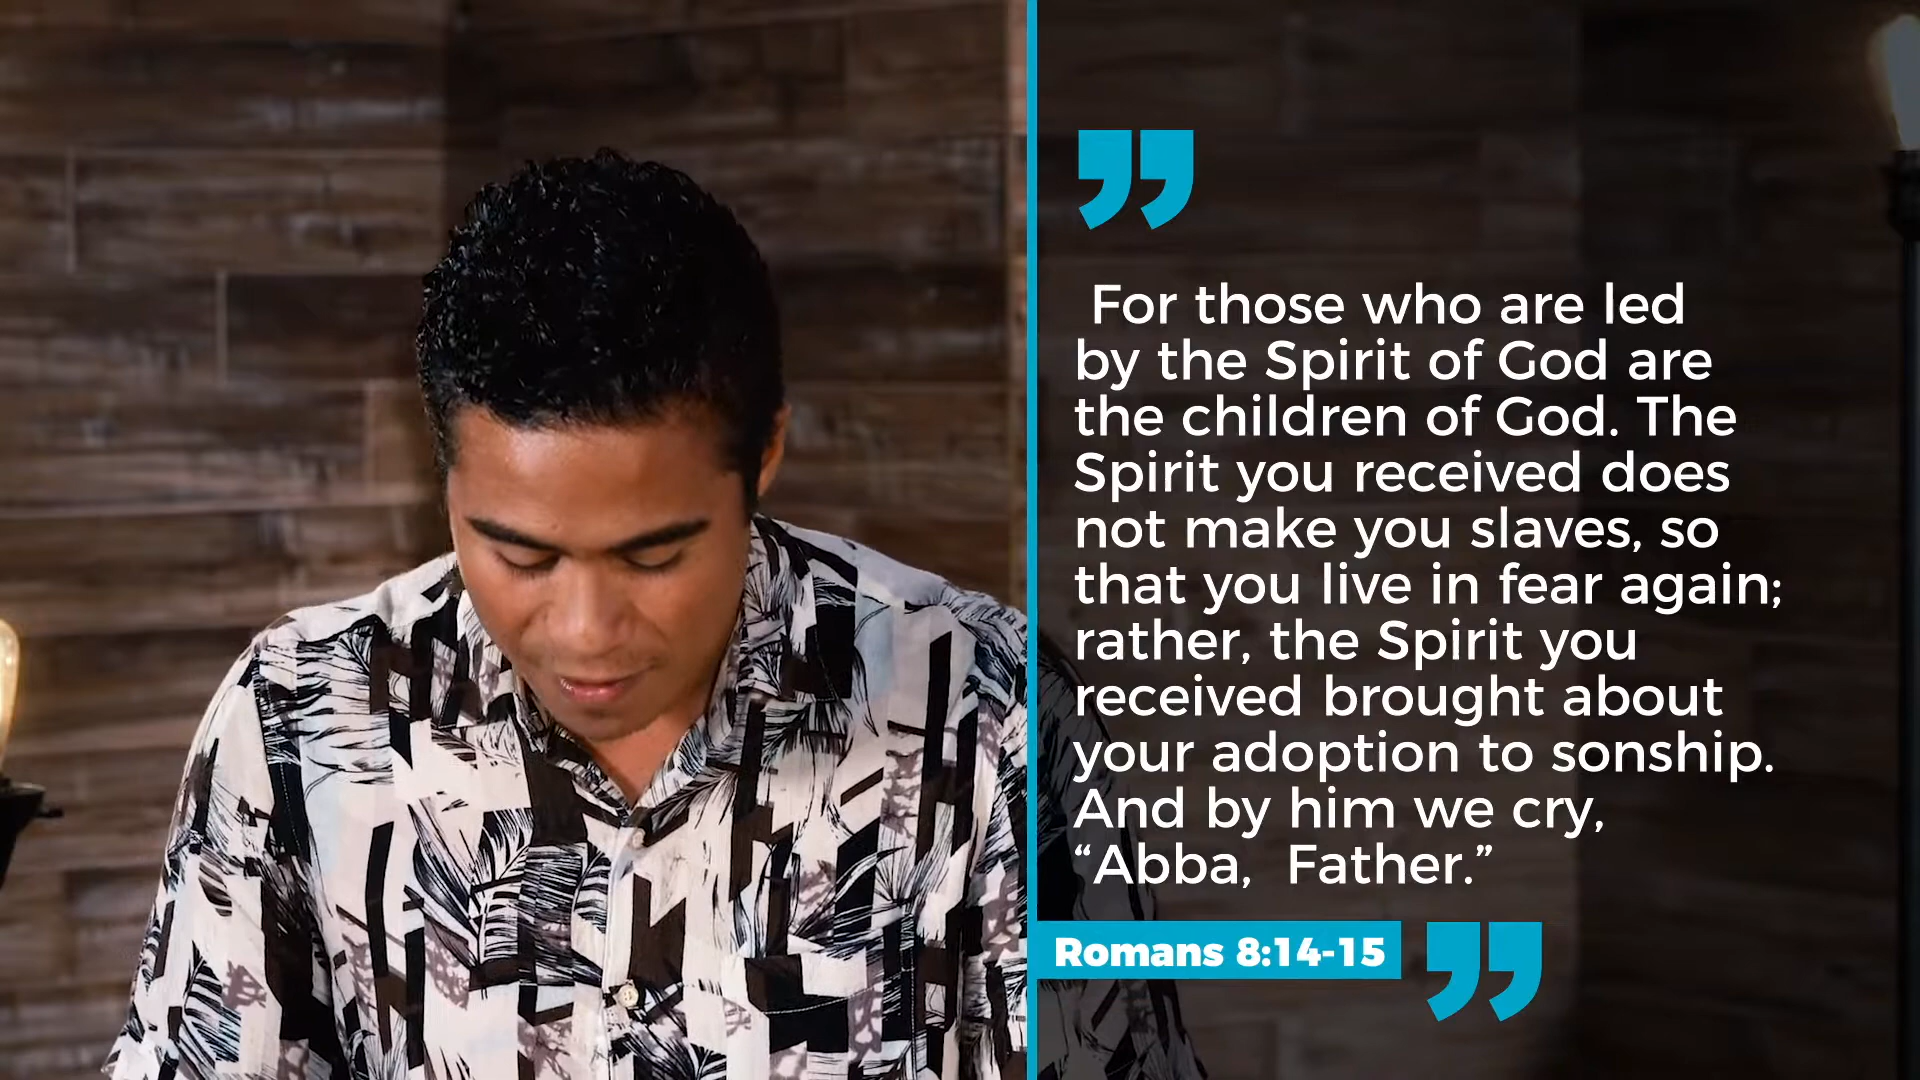 ”
For those who are led
by the Spirit of God are
the children of God. The
Spirit you received does
not make you slaves, so
that you live in fear again;
rather, the Spirit you
received brought about
your adoption to sonship.
And by him we cry,
“Abba,  Father.”
Romans 8:14-15 ”